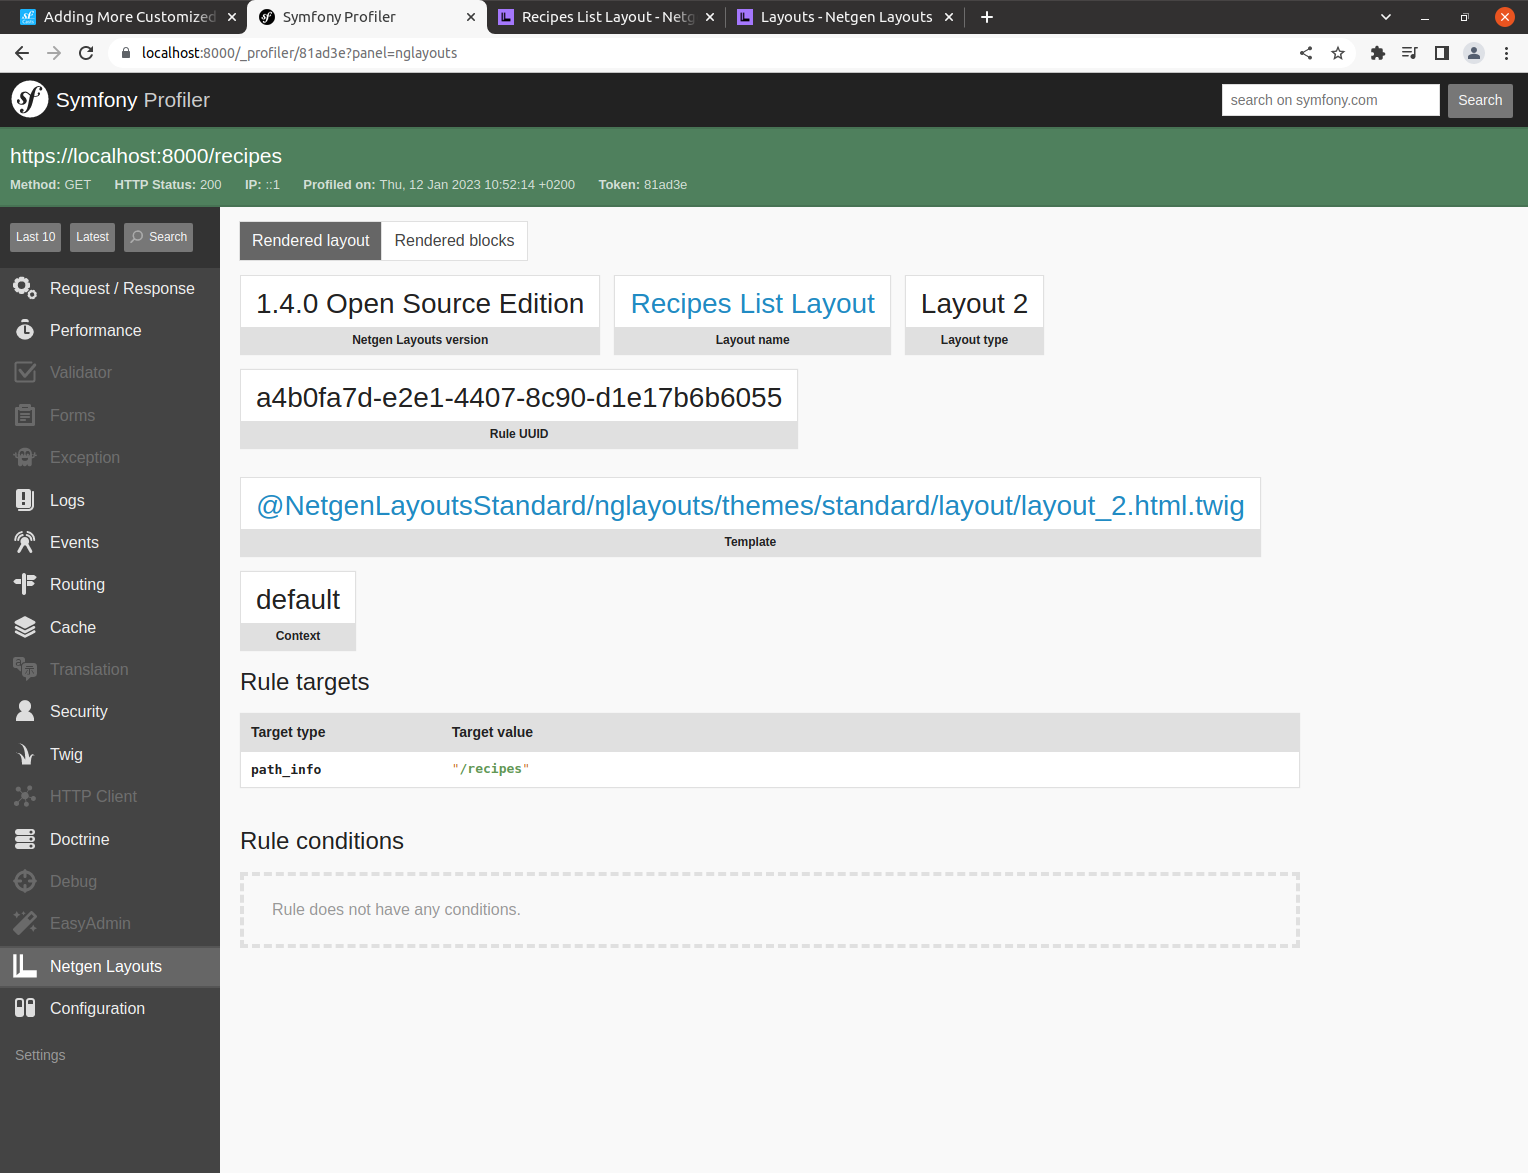 Adding More Customized
Symfony Profiler
Recipes List Layout - Netg
Layouts - Netgen Layouts
localhost:8000/_profiler/81ad3e?panel=nglayouts
sf Symfony Profiler
search on symfony.com
Search
https://localhost:8000/recipes
Method: GET HTTP Status: 200 IP: ::1 Profiled on: Thu, 12 Jan 2023 10:52:14 +0200 Token: 81ad3e
Last 10
Latest
Search
Request / Response
Performance
Validator
Forms
Exception
Logs
Events
Routing
Cache
Translation
Security
Twig
HTTP Client
Doctrine
Debug
EasyAdmin
Netgen Layouts
Configuration
Settings
Rendered layout
Rendered blocks
1.4.0 Open Source Edition
Netgen Layouts version
Recipes List Layout
Layout name
Layout 2
Layout type
a4b0fa7d-e2e1-4407-8c90-d1e17b6b6055
Rule UUID
@NetgenLayoutsStandard/nglayouts/themes/standard/layout/layout_2.html.twig
Template
default
Context
Rule targets
Target type Target value
path_info "/recipes"
Rule conditions
Rule does not have any conditions.